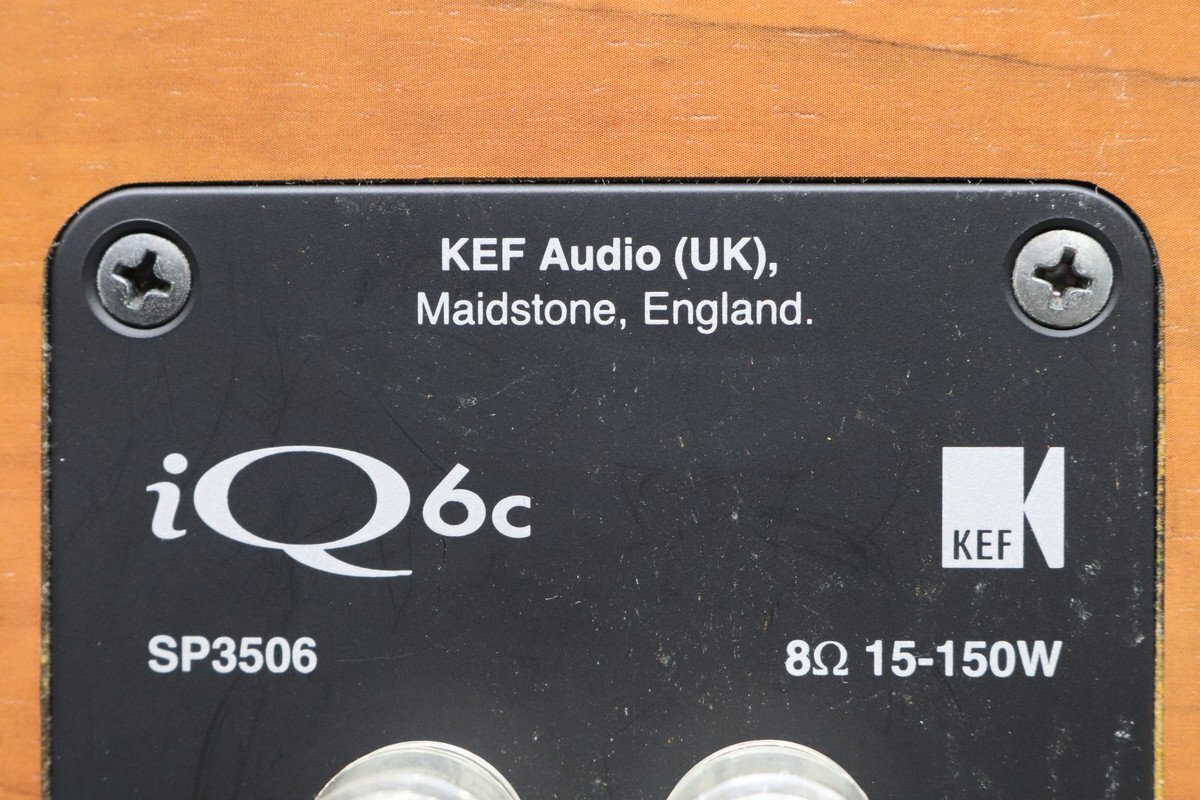 KEF Audio (UK),
Maidstone, England.
iQ6c
KEF
SP3506
8Ω 15-150W